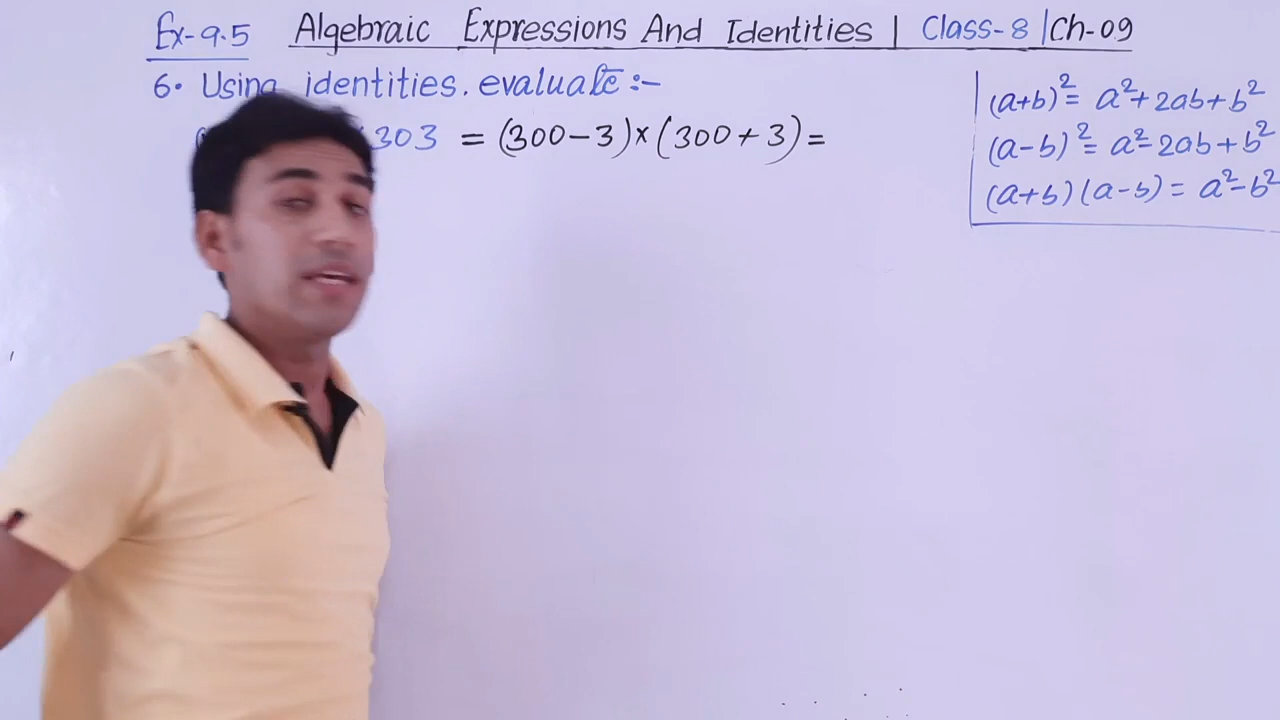 Ex-9.5 Algebraic Expressions And Identities | Class-8 | Ch-09
6. Using identities. evaluate :-
303 = (300-3)×(300+3)=
(a+b)²= a²+2ab+b²
(a-b)²= a²-2ab+b²
(a+b)(a-b) = a²-b²